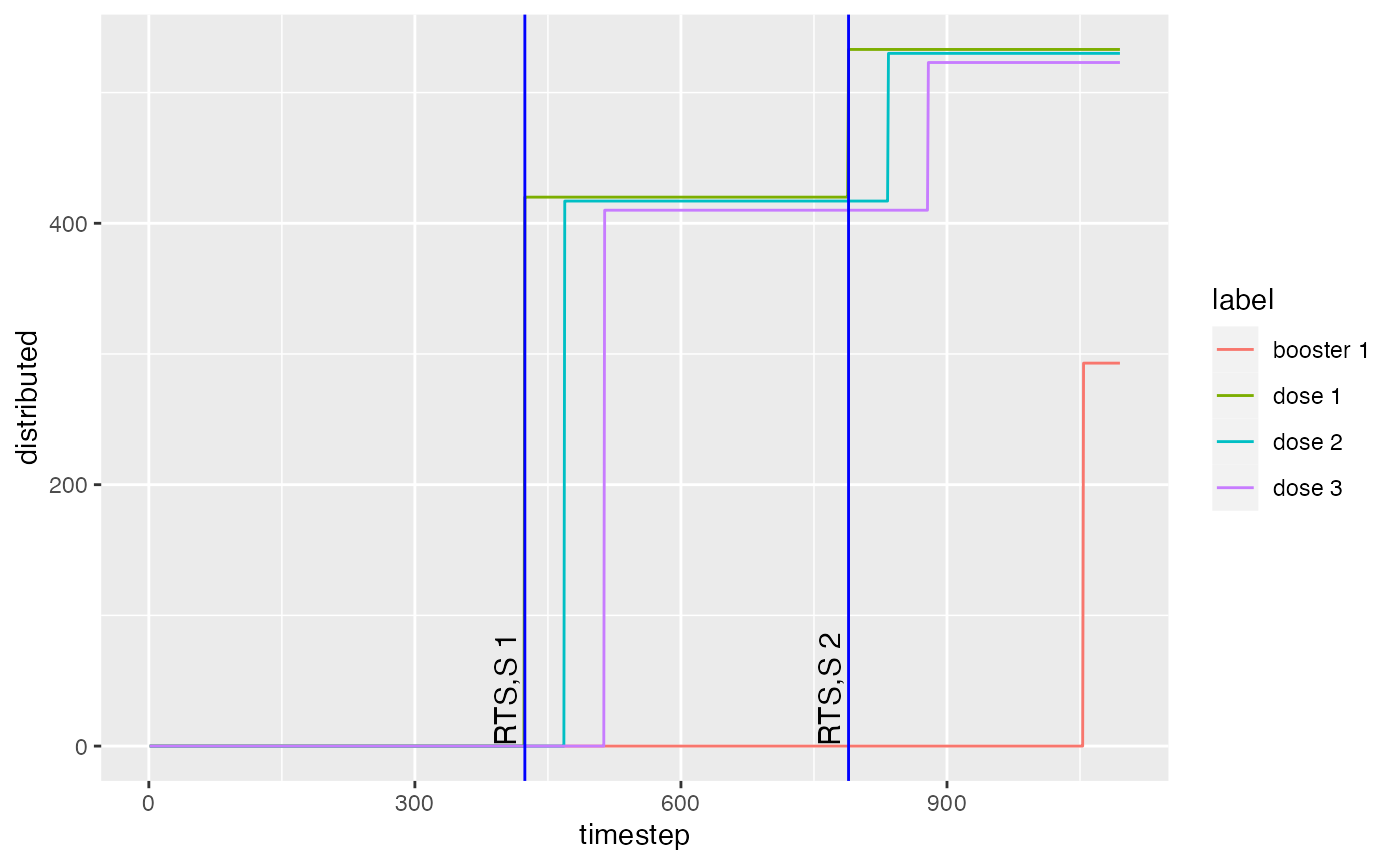 distributed
400
200
0
RTS,S 1
RTS,S 2
0
300
600
900
timestep
label
booster 1
dose 1
dose 2
dose 3